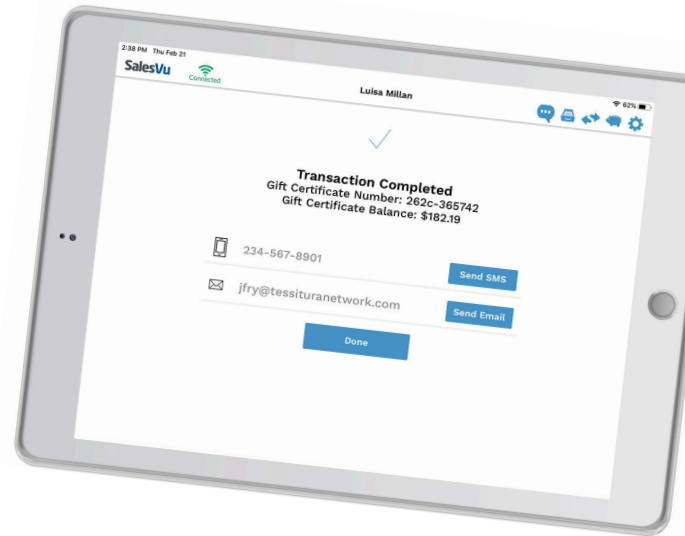 2:38 PM Thu Feb 21
62%
SalesVu
Connected
Luisa Millan
Transaction Completed
Gift Certificate Number: 262c-365742
Gift Certificate Balance: $182.19
234-567-8901
Send SMS
jfry@tessituranetwork.com
Send Email
Done